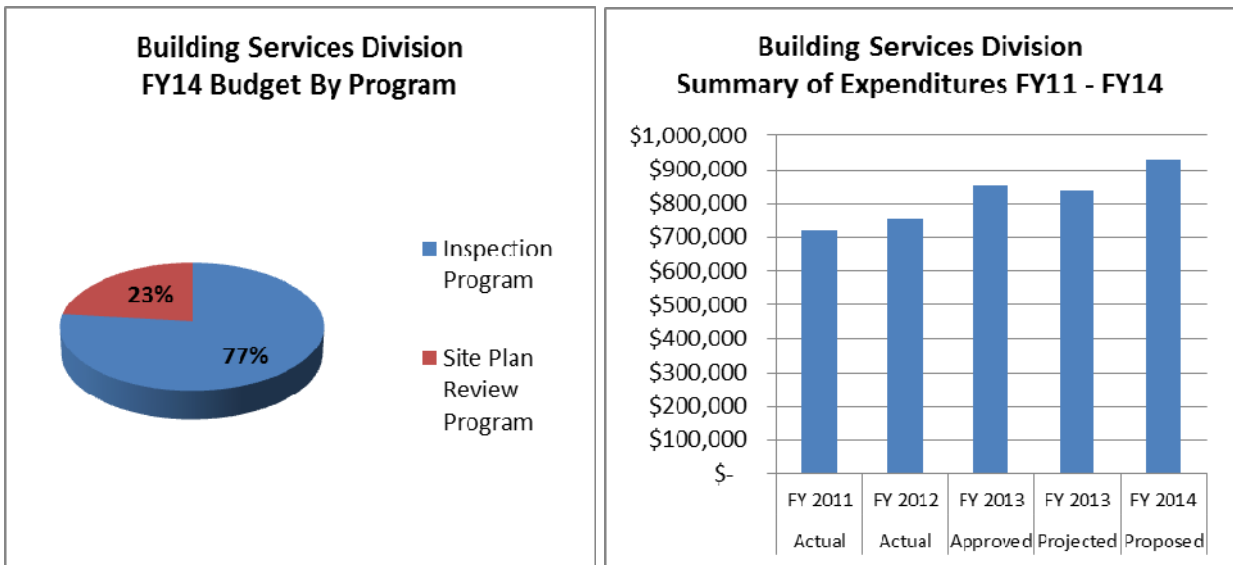 Building Services Division
FY14 Budget By Program
23%
77%
Inspection
Program
Site Plan
Review
Program
Building Services Division
Summary of Expenditures FY11 - FY14
$1,000,000
$900,000
$800,000
$700,000
$600,000
$500,000
$400,000
$300,000
$200,000
$100,000
$-
FY 2011 FY 2012 FY 2013 FY 2013 FY 2014
Actual Actual Approved Projected Proposed